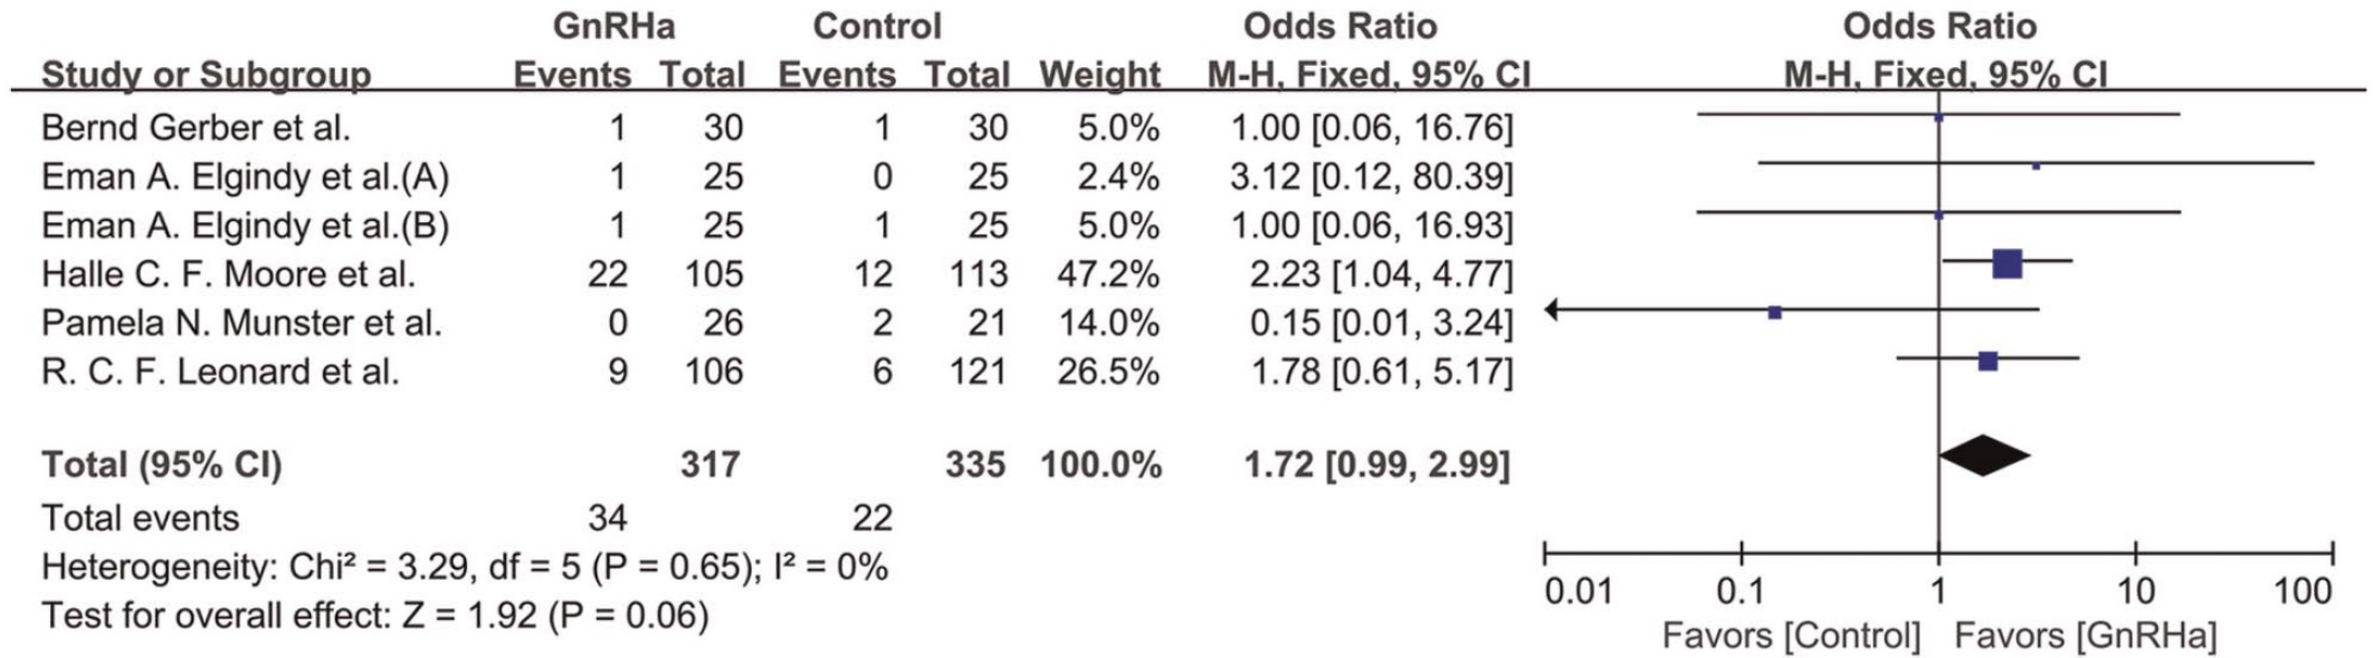 GnRHa Control Odds Ratio Odds Ratio
Study or Subgroup Events Total Events Total Weight M-H, Fixed, 95% CI M-H, Fixed, 95% CI
Bernd Gerber et al. 1 30 1 30 5.0% 1.00 [0.06, 16.76]
Eman A. Elgindy et al.(A) 1 25 0 25 2.4% 3.12 [0.12, 80.39]
Eman A. Elgindy et al.(B) 1 25 1 25 5.0% 1.00 [0.06, 16.93]
Halle C. F. Moore et al. 22 105 12 113 47.2% 2.23 [1.04, 4.77]
Pamela N. Munster et al. 0 26 2 21 14.0% 0.15 [0.01, 3.24]
R. C. F. Leonard et al. 9 106 6 121 26.5% 1.78 [0.61, 5.17]
Total (95% CI) 317 335 100.0% 1.72 [0.99, 2.99]
Total events 34 22
Heterogeneity: Chi² = 3.29, df = 5 (P = 0.65); I² = 0%
Test for overall effect: Z = 1.92 (P = 0.06)
0.01 0.1 1 10 100
Favors [Control] Favors [GnRHa]